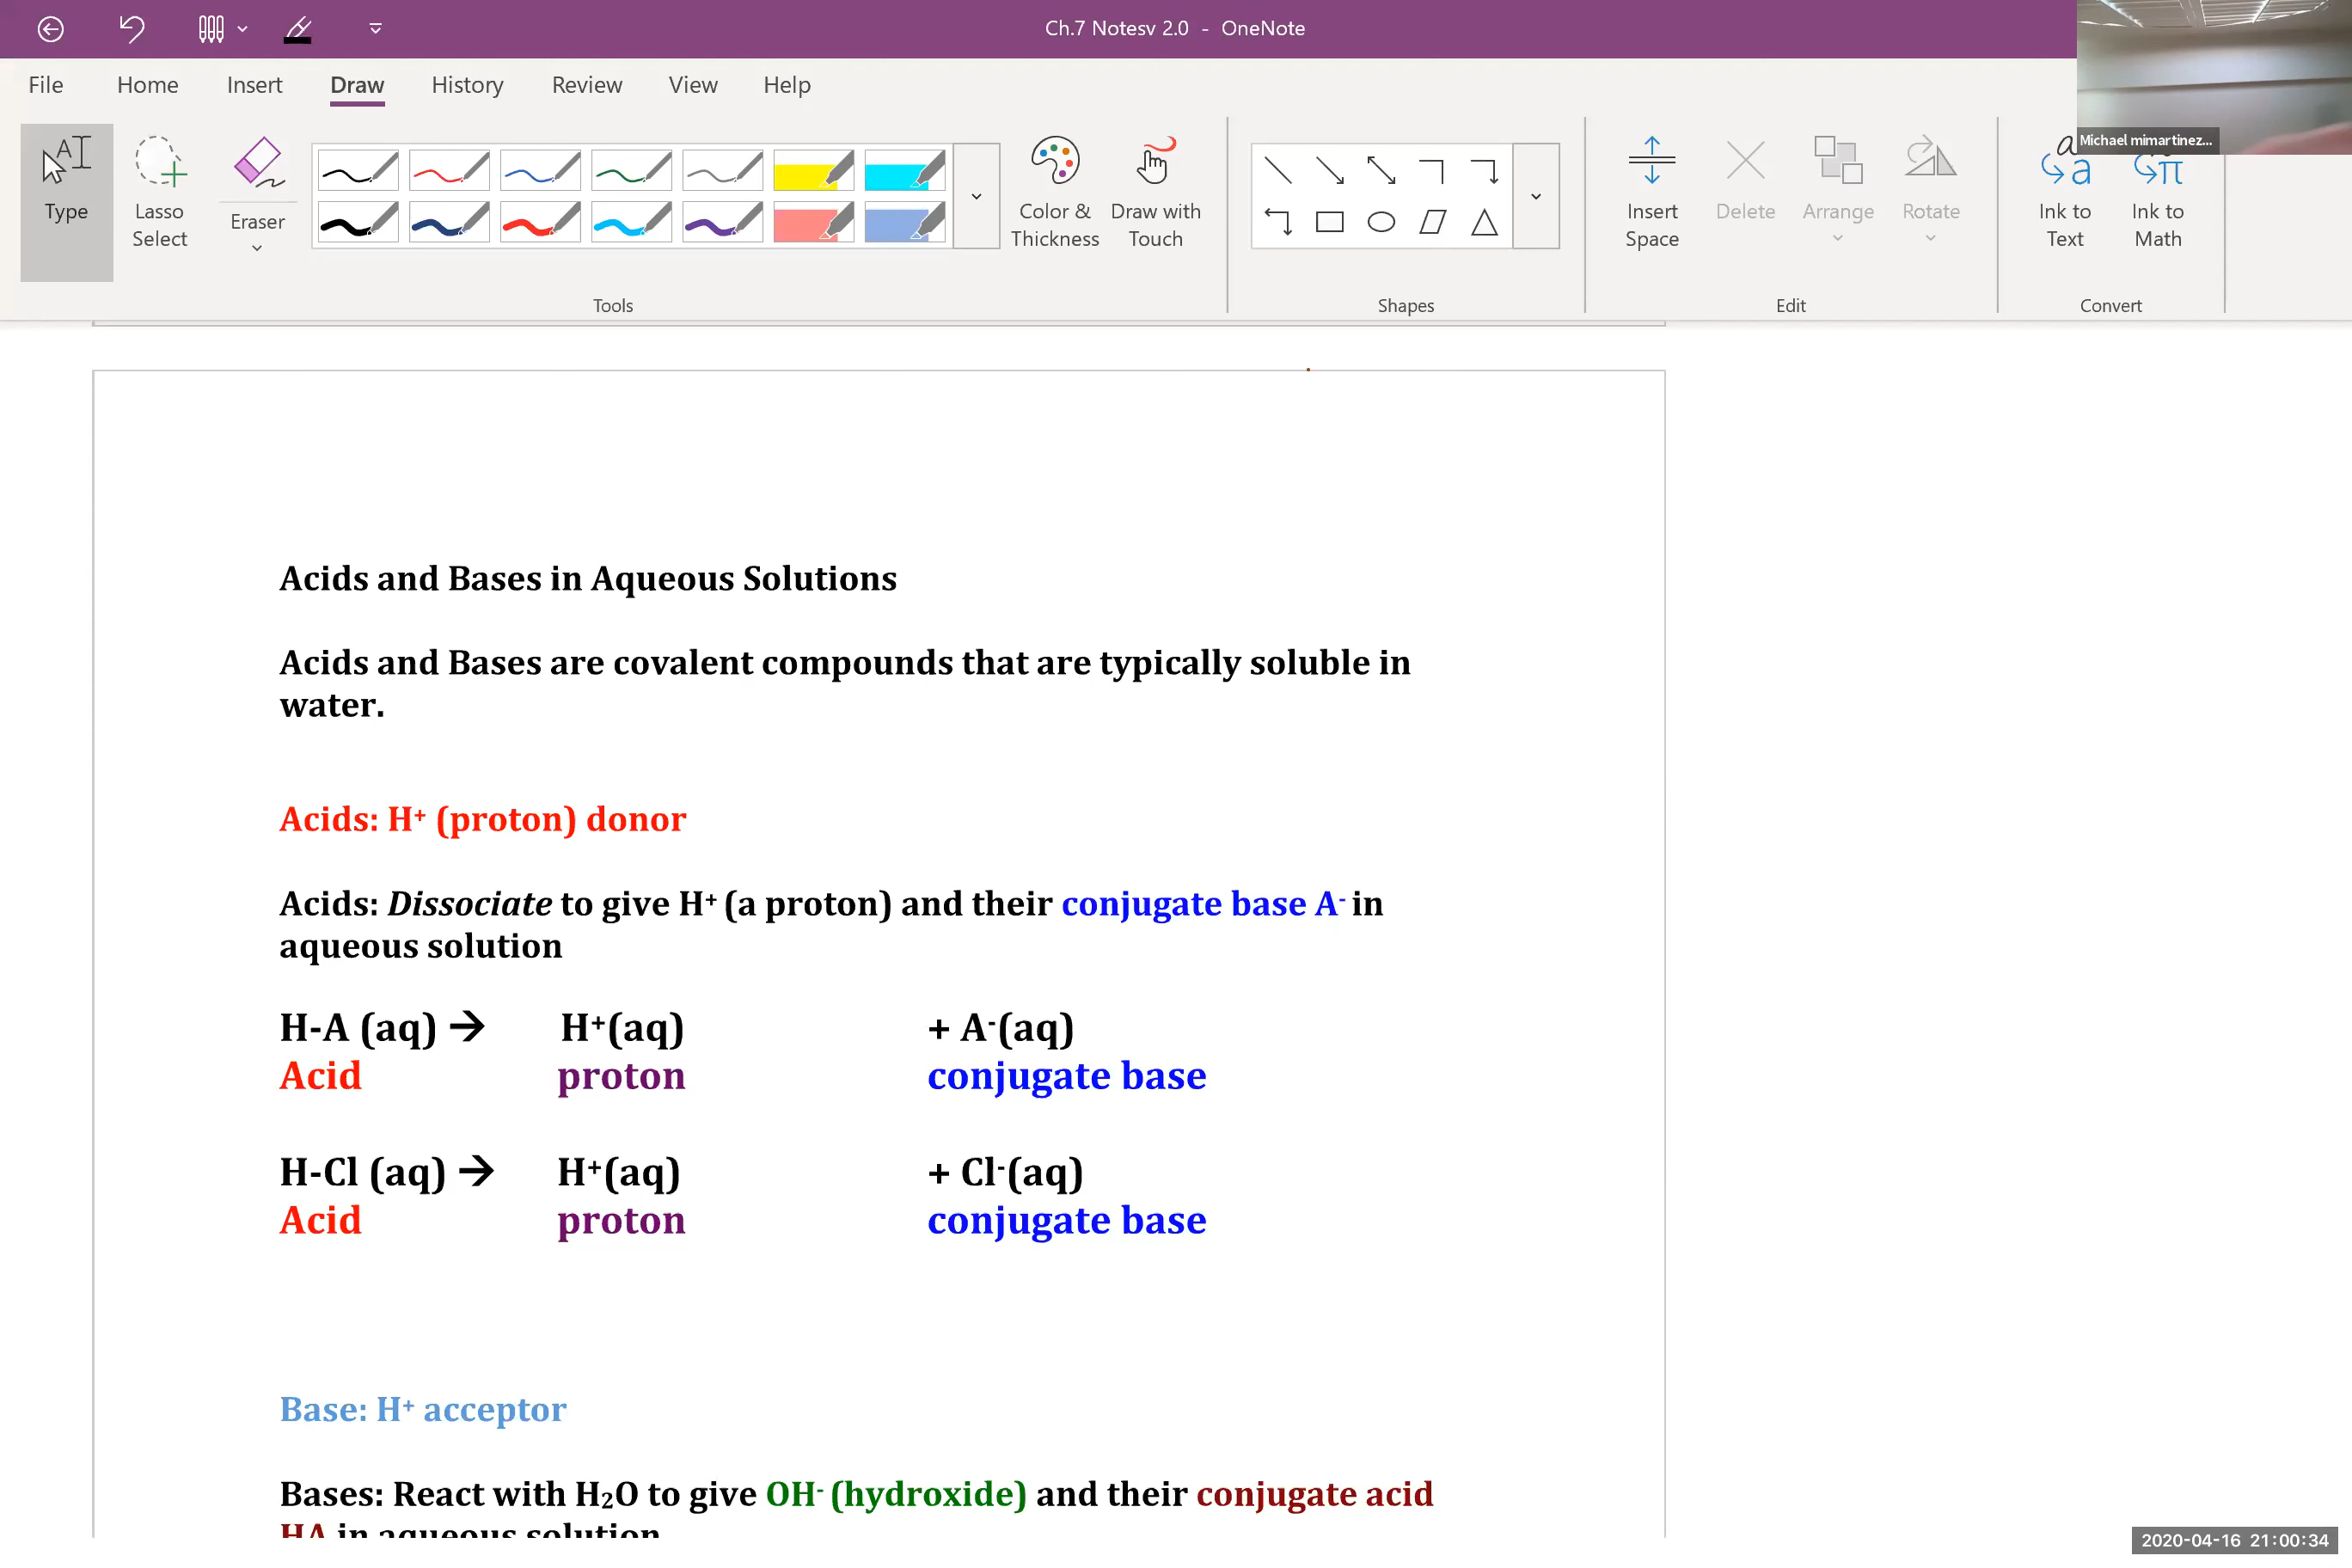 Ch.7 Notesv 2.0 - OneNote
File Home Insert Draw History Review View Help
Michael mimartinez...
Type
Lasso Select
Eraser
Color & Thickness
Draw with Touch
Insert Space
Delete
Arrange
Rotate
Ink to Text
Ink to Math
Tools
Shapes
Edit
Convert
Acids and Bases in Aqueous Solutions
Acids and Bases are covalent compounds that are typically soluble in
water.
Acids: H⁺ (proton) donor
Acids: Dissociate to give H⁺ (a proton) and their conjugate base A⁻ in
aqueous solution
H-A (aq) → H⁺(aq) + A⁻(aq)
Acid proton conjugate base
H-Cl (aq) → H⁺(aq) + Cl⁻(aq)
Acid proton conjugate base
Base: H⁺ acceptor
Bases: React with H₂O to give OH⁻ (hydroxide) and their conjugate acid
HA in aqueous solution
2020-04-16 21:00:34